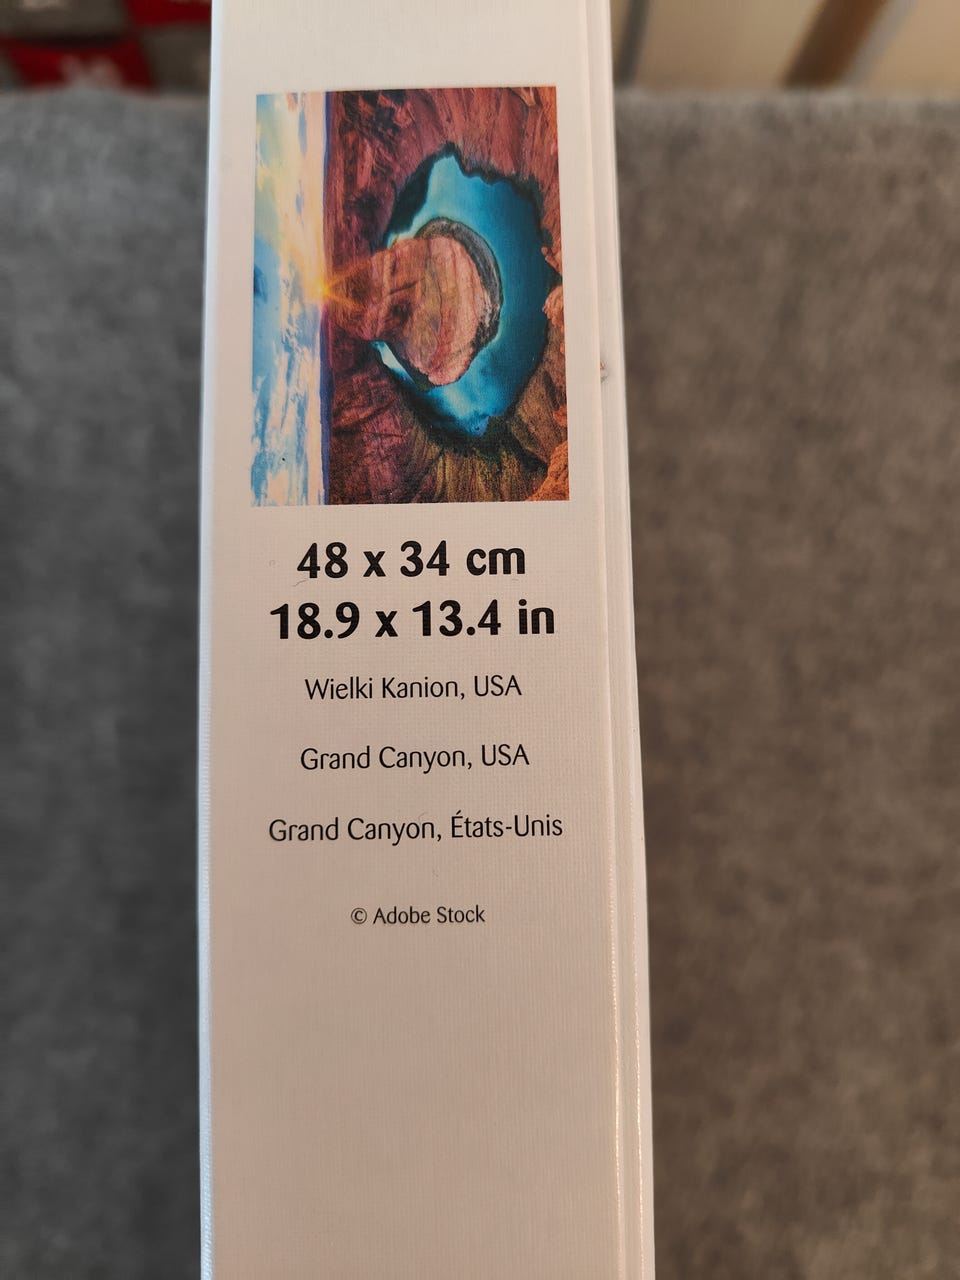 48 x 34 cm
18.9 x 13.4 in
Wielki Kanion, USA
Grand Canyon, USA
Grand Canyon, États-Unis
© Adobe Stock